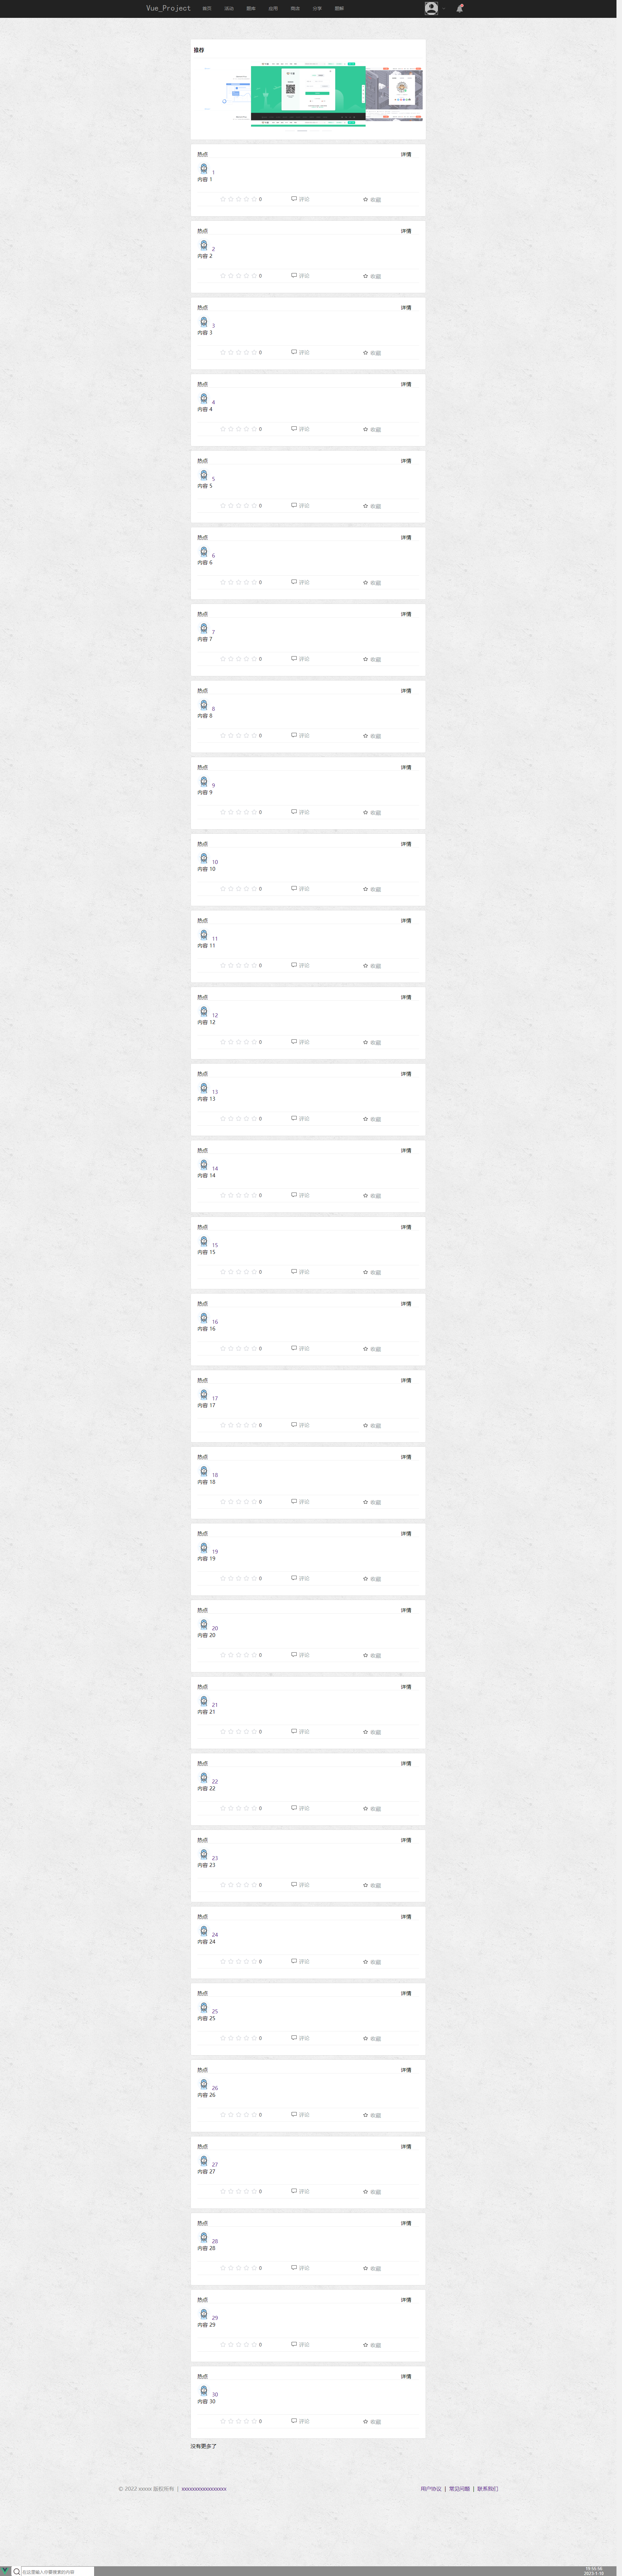 Vue_Project 首页 活动 图床
推荐
热点 详情
1
内容 1
0 评论 收藏
热点 详情
2
内容 2
0 评论 收藏
热点 详情
3
内容 3
0 评论 收藏
热点 详情
4
内容 4
0 评论 收藏
热点 详情
5
内容 5
0 评论 收藏
热点 详情
6
内容 6
0 评论 收藏
热点 详情
7
内容 7
0 评论 收藏
热点 详情
8
内容 8
0 评论 收藏
热点 详情
9
内容 9
0 评论 收藏
热点 详情
10
内容 10
0 评论 收藏
热点 详情
11
内容 11
0 评论 收藏
热点 详情
12
内容 12
0 评论 收藏
热点 详情
13
内容 13
0 评论 收藏
热点 详情
14
内容 14
0 评论 收藏
热点 详情
15
内容 15
0 评论 收藏
热点 详情
16
内容 16
0 评论 收藏
热点 详情
17
内容 17
0 评论 收藏
热点 详情
18
内容 18
0 评论 收藏
热点 详情
19
内容 19
0 评论 收藏
热点 详情
20
内容 20
0 评论 收藏
热点 详情
21
内容 21
0 评论 收藏
热点 详情
22
内容 22
0 评论 收藏
热点 详情
23
内容 23
0 评论 收藏
热点 详情
24
内容 24
0 评论 收藏
热点 详情
25
内容 25
0 评论 收藏
热点 详情
26
内容 26
0 评论 收藏
热点 详情
27
内容 27
0 评论 收藏
热点 详情
28
内容 28
0 评论 收藏
热点 详情
29
内容 29
0 评论 收藏
热点 详情
30
内容 30
0 评论 收藏
没有更多了
© 2022 xxxxx 版权所有 | xxxxxxxxxxxxxxxxx 用户协议 | 常见问题 | 联系我们
在这里输入你要搜索的内容
2023-1-18